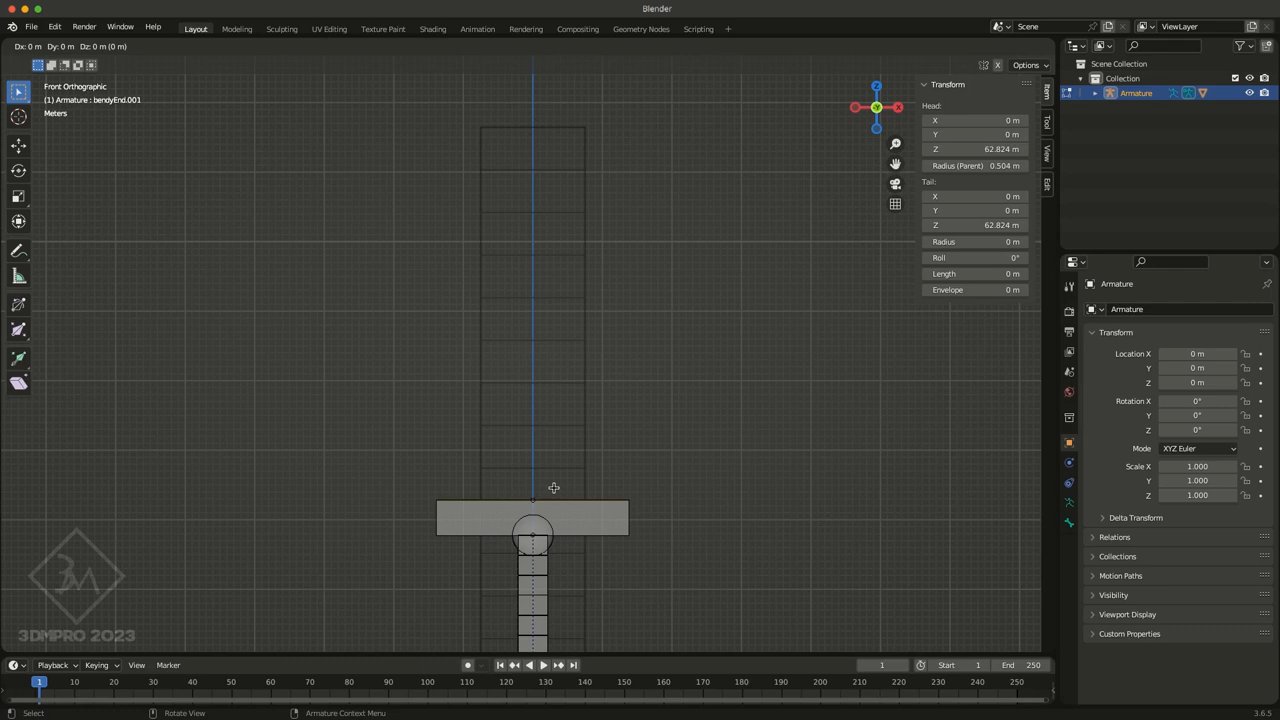 Blender
File Edit Render Window Help
Layout Modeling Sculpting UV Editing Texture Paint Shading Animation Rendering Compositing Geometry Nodes Scripting +
Scene
ViewLayer
Dx: 0 m Dy: 0 m Dz: 0 m (0 m)
X Options
Front Orthographic
(1) Armature : bendyEnd.001
Meters
Z
X
Y
Transform
Head:
X 0 m
Y 0 m
Z 62.824 m
Radius (Parent) 0.504 m
Tail:
X 0 m
Y 0 m
Z 62.824 m
Radius 0 m
Roll 0°
Length 0 m
Envelope 0 m
Item
Tool
View
Edit
Scene Collection
Collection
Armature
Armature
Armature
Transform
Location X 0 m
Y 0 m
Z 0 m
Rotation X 0°
Y 0°
Z 0°
Mode XYZ Euler
Scale X 1.000
Y 1.000
Z 1.000
Delta Transform
Relations
Collections
Motion Paths
Visibility
Viewport Display
Custom Properties
3M
3DMPRO 2023
Playback Keying View Marker
1 Start 1 End 250
1 10 20 30 40 50 60 70 80 90 100 110 120 130 140 150 160 170 180 190 200 210 220 230 240 250
Select Rotate View Armature Context Menu
3.6.5